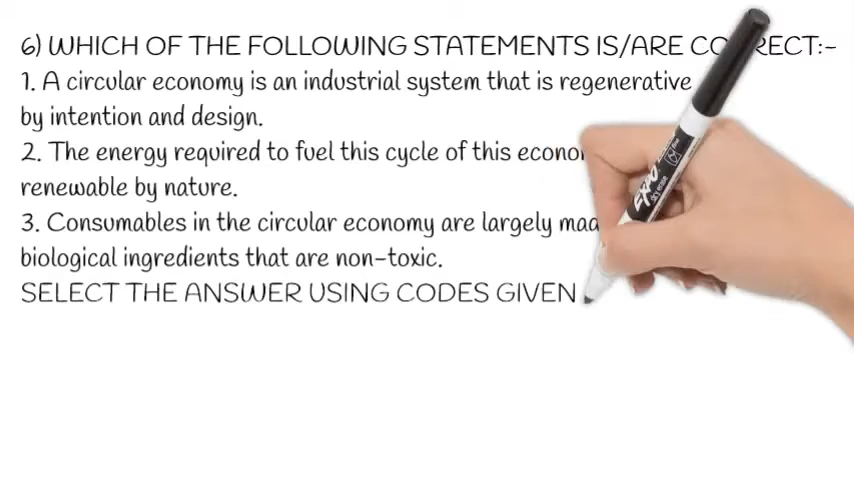 6) WHICH OF THE FOLLOWING STATEMENTS IS/ARE CORRECT:-
1. A circular economy is an industrial system that is regenerative
by intention and design.
2. The energy required to fuel this cycle of this
renewable by nature.
3. Consumables in the circular economy are largely
biological ingredients that are non-toxic.
SELECT THE ANSWER USING CODES GIVEN
EXPO